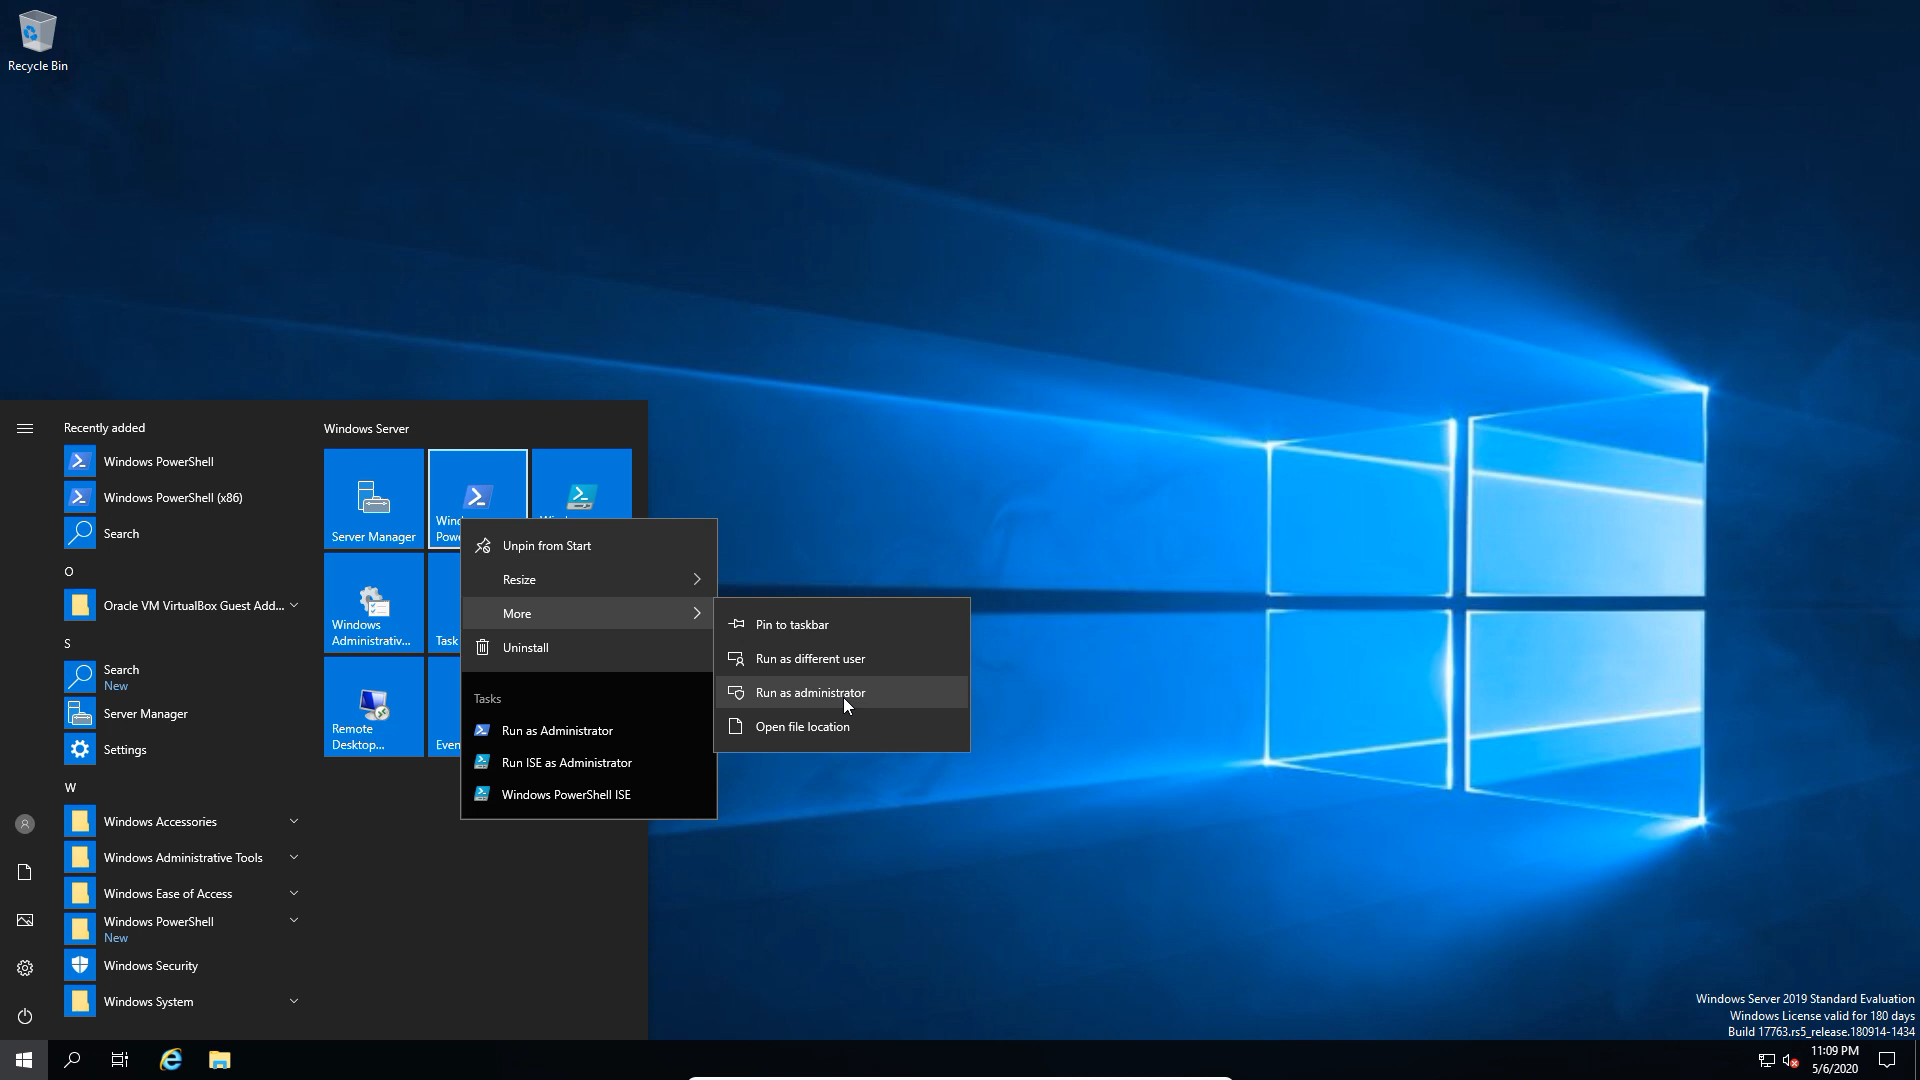 Recycle Bin
Recently added
Windows PowerShell
Windows PowerShell (x86)
Search
O
Oracle VM VirtualBox Guest Add...
S
Search
New
Server Manager
Settings
W
Windows Accessories
Windows Administrative Tools
Windows Ease of Access
Windows PowerShell
New
Windows Security
Windows System
Windows Server
Server Manager
Windows
Administrativ...
Task
Remote
Desktop...
Even
Unpin from Start
Resize
More
Uninstall
Tasks
Run as Administrator
Run ISE as Administrator
Windows PowerShell ISE
Pin to taskbar
Run as different user
Run as administrator
Open file location
Windows Server 2019 Standard Evaluation
Windows License valid for 180 days
Build 17763.rs5_release.180914-1434
11:09 PM
5/6/2020